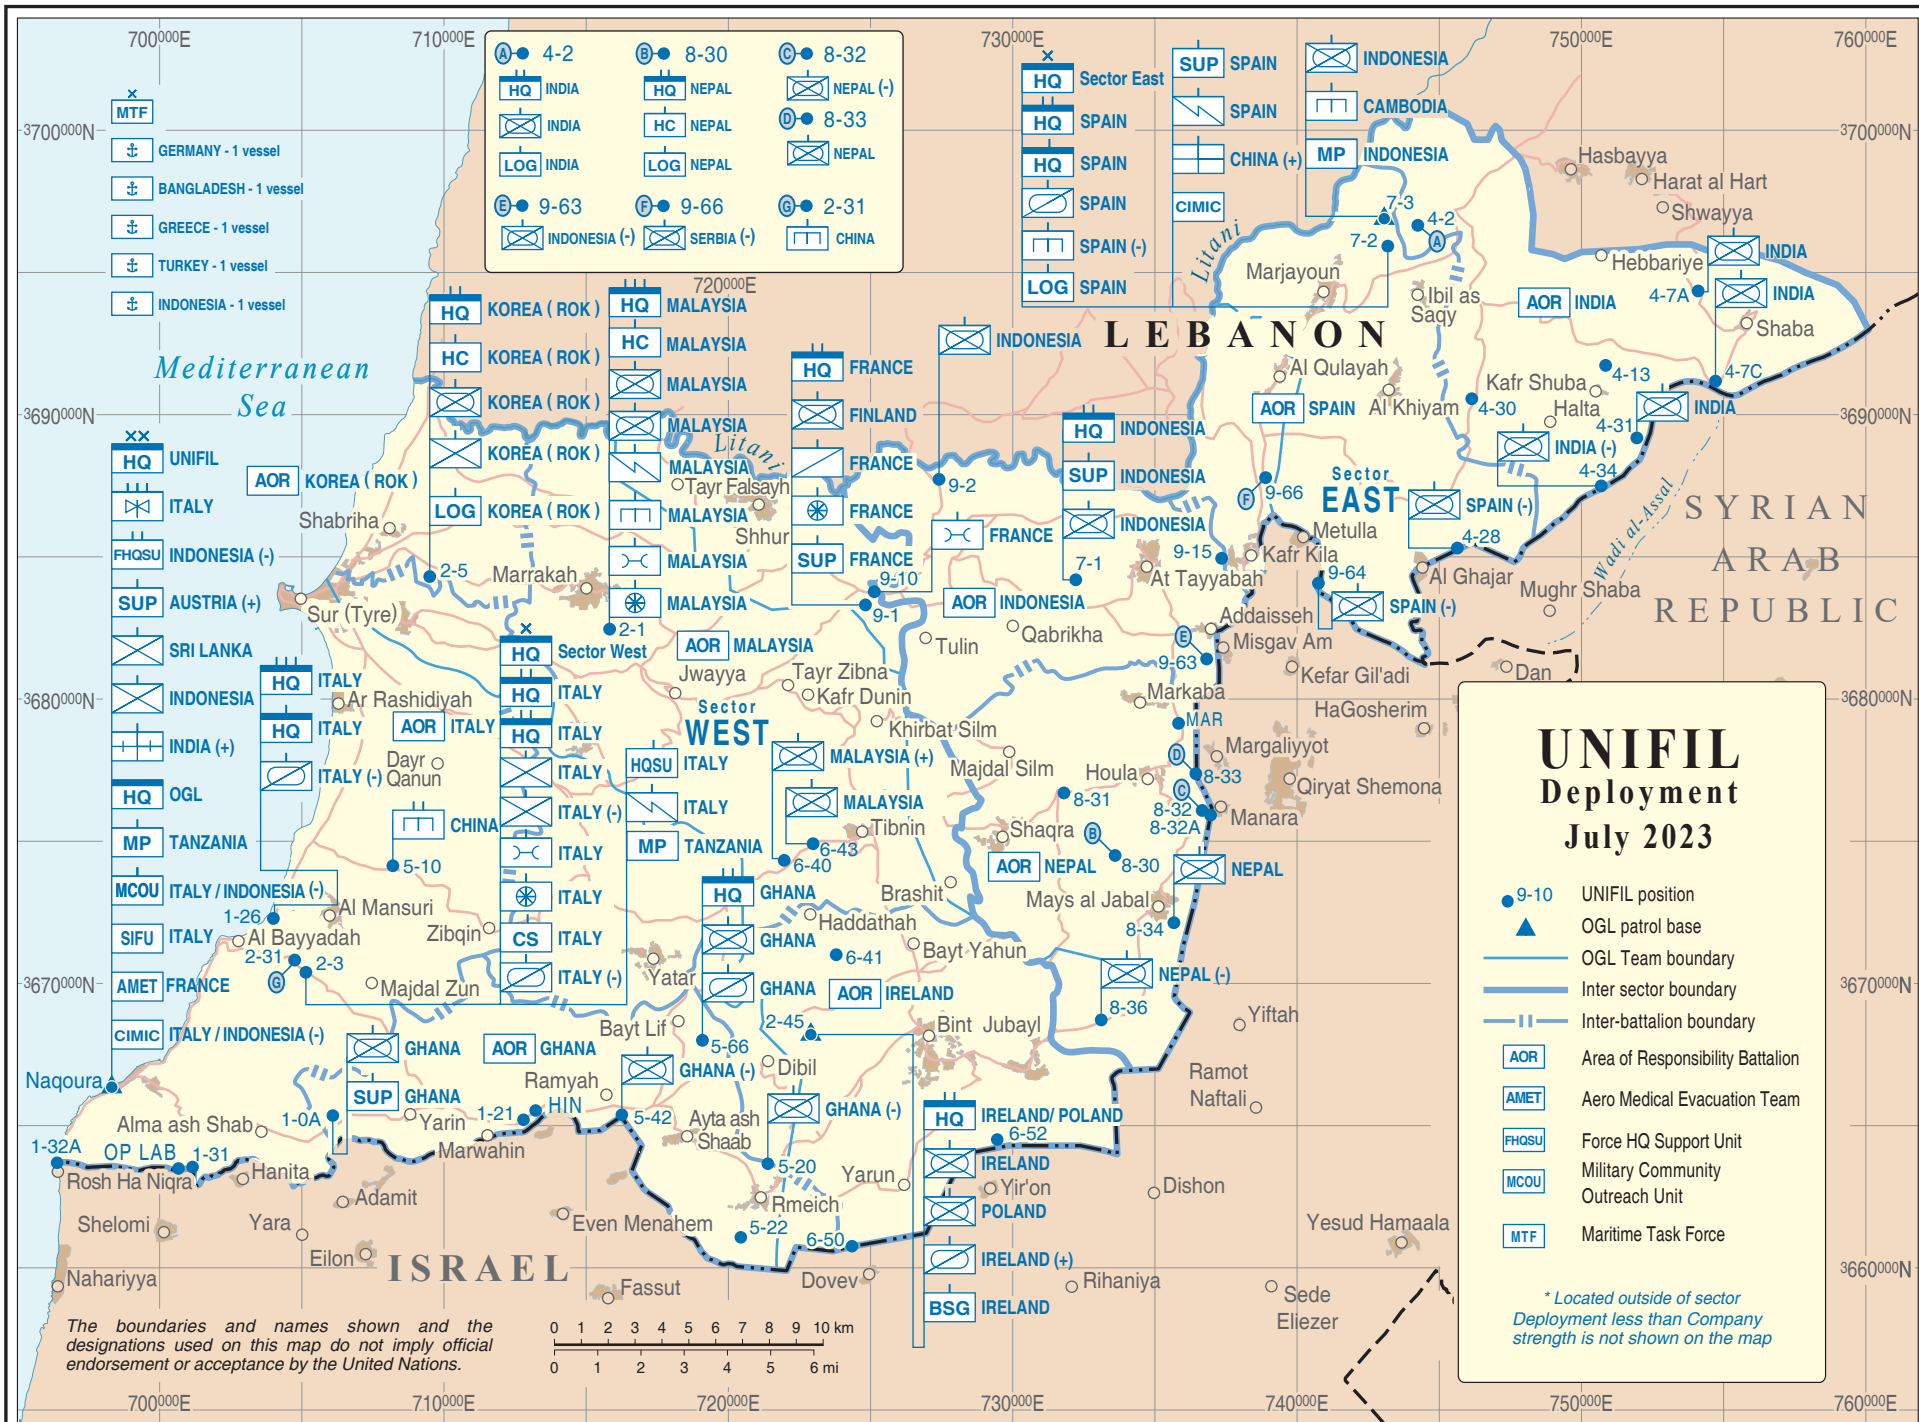 700000E
710000E
730000E
740000E
750000E
760000E
3700000N
3690000N
3680000N
3670000N
3700000N
3690000N
3680000N
3670000N
3660000N
720000E
MTF
GERMANY - 1 vessel
BANGLADESH - 1 vessel
GREECE - 1 vessel
TURKEY - 1 vessel
INDONESIA - 1 vessel
A 4-2
HQ INDIA
INDIA
LOG INDIA
B 8-30
HQ NEPAL
HC NEPAL
LOG NEPAL
C 8-32
NEPAL (-)
D 8-33
NEPAL
E 9-63
INDONESIA (-)
F 9-66
SERBIA (-)
G 2-31
CHINA
HQ Sector East
HQ SPAIN
HQ SPAIN
SPAIN
SPAIN (-)
LOG SPAIN
SUP SPAIN
SPAIN
CHINA (+)
CIMIC
INDONESIA
CAMBODIA
MP INDONESIA
Mediterranean
Sea
HQ UNIFIL
ITALY
FHQSU INDONESIA (-)
SUP AUSTRIA (+)
SRI LANKA
INDONESIA
INDIA (+)
HQ OGL
MP TANZANIA
MCOU ITALY / INDONESIA (-)
SIFU ITALY
AMET FRANCE
CIMIC ITALY / INDONESIA (-)
AOR KOREA ( ROK )
HQ KOREA ( ROK )
HC KOREA ( ROK )
KOREA ( ROK )
KOREA ( ROK )
LOG KOREA ( ROK )
HQ MALAYSIA
HC MALAYSIA
MALAYSIA
MALAYSIA
MALAYSIA
MALAYSIA
MALAYSIA
MALAYSIA
HQ FRANCE
FINLAND
FRANCE
FRANCE
SUP FRANCE
FRANCE
INDONESIA
HQ INDONESIA
SUP INDONESIA
INDONESIA
AOR INDONESIA
AOR MALAYSIA
AOR SPAIN
AOR INDIA
INDIA
INDIA
INDIA
INDIA (-)
SPAIN (-)
SPAIN (-)
LEBANON
Litani
Litani
Sector
EAST
Sector
WEST
SYRIAN
ARAB
REPUBLIC
Wadi al-Assal
ISRAEL
Hasbayya
Harat al Hart
Shwayya
Hebbariye
Shaba
Marjayoun
Ibil as
Saqy
Al Qulayah
Al Khiyam
Kafr Shuba
Halta
7-3
4-2
A
7-2
4-7A
4-7C
4-13
4-30
4-31
4-34
4-28
9-66
F
9-15
9-64
7-1
9-2
9-10
9-1
2-5
2-1
Shabriha
Sur (Tyre)
Marrakah
Tayr Falsayh
Shhur
Tulin
Qabrikha
At Tayyabah
Kafr Kila
Metulla
Al Ghajar
Mughr Shaba
Dan
Addaisseh
Misgav Am
Kefar Gil'adi
HaGosherim
E
9-63
Markaba
MAR
Margaliyyot
D
8-33
C
8-32
8-32A
Qiryat Shemona
Manara
Houla
8-31
Majdal Silm
Shaqra
B
8-30
AOR NEPAL
NEPAL
Mays al Jabal
8-34
NEPAL (-)
8-36
Yiftah
Ramot
Naftali
Jwayya
Tayr Zibna
Kafr Dunin
Khirbat Silm
Ar Rashidiyah
Dayr
Qanun
HQ ITALY
HQ ITALY
ITALY (-)
AOR ITALY
CHINA
5-10
HQ Sector West
HQ ITALY
HQ ITALY
ITALY
ITALY (-)
ITALY
ITALY
CS ITALY
ITALY (-)
HQSU ITALY
ITALY
MP TANZANIA
MALAYSIA (+)
MALAYSIA
Tibnin
6-43
6-40
HQ GHANA
GHANA
GHANA
Brashit
Haddathah
6-41
Bayt Yahun
AOR IRELAND
2-45
Bint Jubayl
Al Mansuri
1-26
Al Bayyadah
2-31
G
2-3
Zibqin
Majdal Zun
Yatar
Bayt Lif
5-66
Dibil
GHANA
SUP GHANA
AOR GHANA
GHANA (-)
GHANA (-)
Ramyah
5-42
HIN
1-21
Yarin
Marwahin
1-0A
Naqoura
Alma ash Shab
1-32A
OP LAB
1-31
Rosh Ha Niqra
Hanita
Adamit
Shelomi
Yara
Eilon
Nahariyya
Ayta ash
Shaab
5-20
Rmeich
5-22
6-50
Yarun
6-52
HQ IRELAND/ POLAND
IRELAND
POLAND
IRELAND (+)
BSG IRELAND
Yir'on
Dishon
Even Menahem
Fassut
Dovev
Rihaniya
Sede
Eliezer
Yesud Hamaala
UNIFIL
Deployment
July 2023
9-10 UNIFIL position
OGL patrol base
OGL Team boundary
Inter sector boundary
Inter-battalion boundary
AOR Area of Responsibility Battalion
AMET Aero Medical Evacuation Team
FHQSU Force HQ Support Unit
MCOU Military Community
Outreach Unit
MTF Maritime Task Force
* Located outside of sector
Deployment less than Company
strength is not shown on the map
The boundaries and names shown and the
designations used on this map do not imply official
endorsement or acceptance by the United Nations.
0 1 2 3 4 5 6 7 8 9 10 km
0 1 2 3 4 5 6 mi
700000E
710000E
720000E
730000E
740000E
750000E